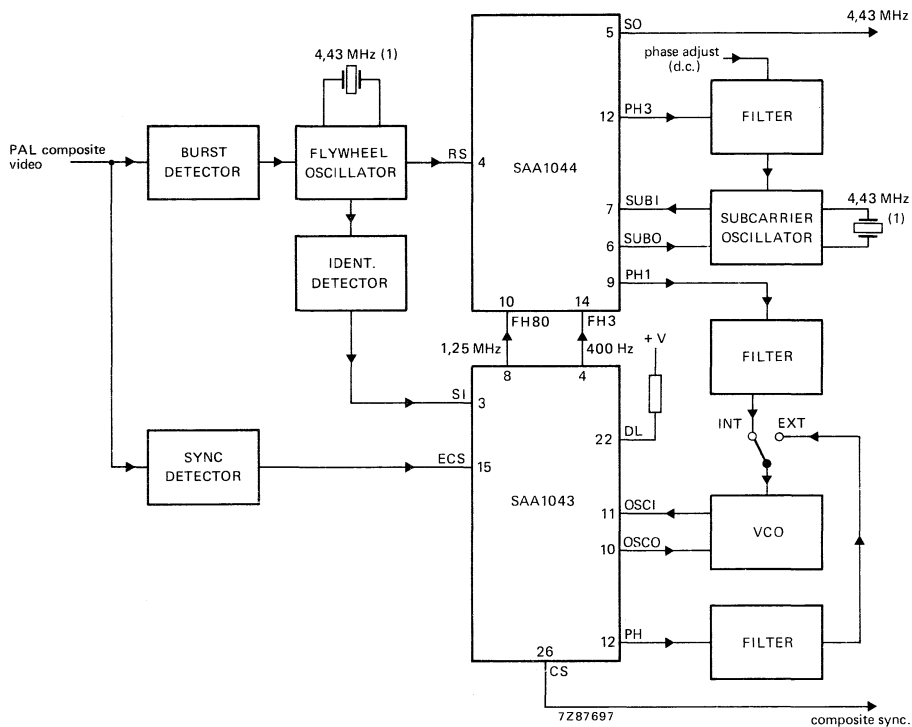 5 SO
4,43 MHz
phase adjust
(d.c.)
4,43 MHz (1)
12 PH3
FILTER
PAL composite
video
BURST
DETECTOR
FLYWHEEL
OSCILLATOR
RS
4
SAA1044
7 SUBI
SUBCARRIER
OSCILLATOR
4,43 MHz
(1)
6 SUBO
IDENT.
DETECTOR
9 PH1
10
14
FH80
FH3
1,25 MHz
400 Hz
8
4
+ V
FILTER
SI
3
22 DL
INT
EXT
SYNC
DETECTOR
ECS
15
SAA1043
11 OSCI
VCO
10 OSCO
12 PH
FILTER
26
CS
7Z87697
composite sync.